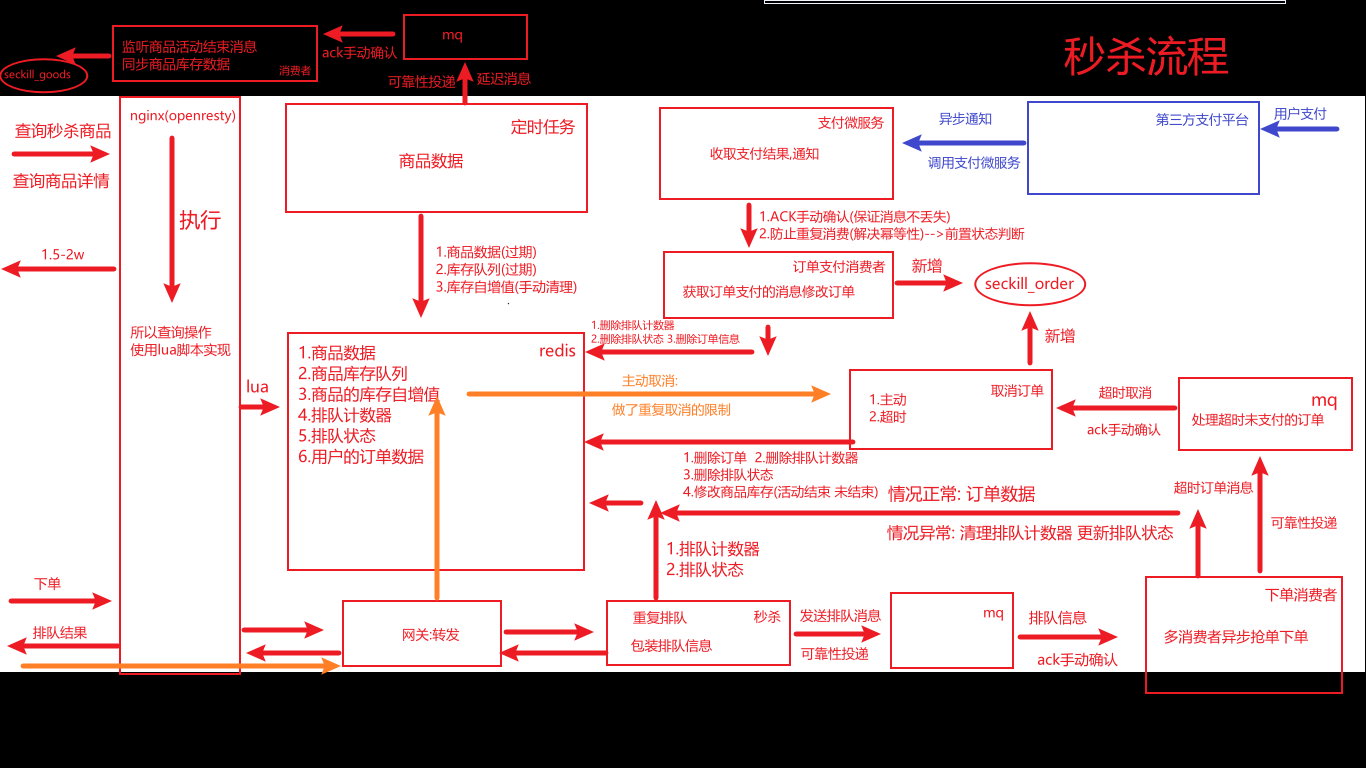 秒杀流程
mq
ack手动确认
监听商品活动结束消息
同步商品库存数据
消费者
seckill_goods
可靠性投递
延迟消息
查询秒杀商品
查询商品详情
1.5-2w
nginx(openresty)
执行
所以查询操作
使用lua脚本实现
lua
定时任务
商品数据
1.商品数据(过期)
2.库存队列(过期)
3.库存自增值(手动清理)
.
支付微服务
收取支付结果,通知
异步通知
调用支付微服务
第三方支付平台
用户支付
1.ACK手动确认(保证消息不丢失)
2.防止重复消费(解决幂等性)-->前置状态判断
订单支付消费者
获取订单支付的消息修改订单
新增
seckill_order
新增
1.删除排队计数器
2.删除排队状态 3.删除订单信息
redis
1.商品数据
2.商品库存队列
3.商品的库存自增值
4.排队计数器
5.排队状态
6.用户的订单数据
主动取消:
做了重复取消的限制
取消订单
1.主动
2.超时
超时取消
ack手动确认
mq
处理超时未支付的订单
1.删除订单 2.删除排队计数器
3.删除排队状态
4.修改商品库存(活动结束 未结束)
情况正常: 订单数据
情况异常: 清理排队计数器 更新排队状态
超时订单消息
可靠性投递
1.排队计数器
2.排队状态
下单
排队结果
网关:转发
重复排队
秒杀
包装排队信息
发送排队消息
可靠性投递
mq
排队信息
ack手动确认
下单消费者
多消费者异步抢单下单